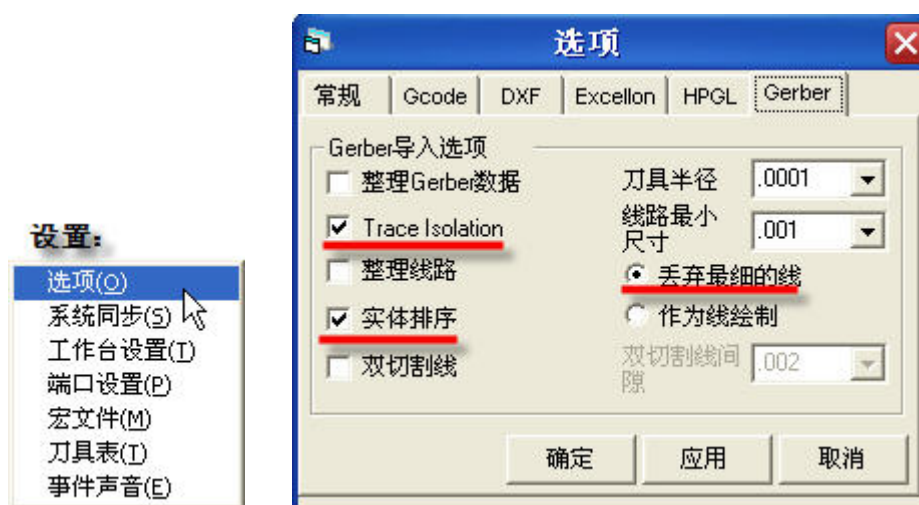 设置:
选项(O)
系统同步(S)
工作台设置(T)
端口设置(P)
宏文件(M)
刀具表(T)
事件声音(E)
选项
常规 Gcode DXF Excellon HPGL Gerber
Gerber导入选项
整理Gerber数据
Trace Isolation
整理线路
实体排序
双切割线
刀具半径 .0001
线路最小
尺寸 .001
丢弃最细的线
作为线绘制
双切割线间
隙 .002
确定 应用 取消